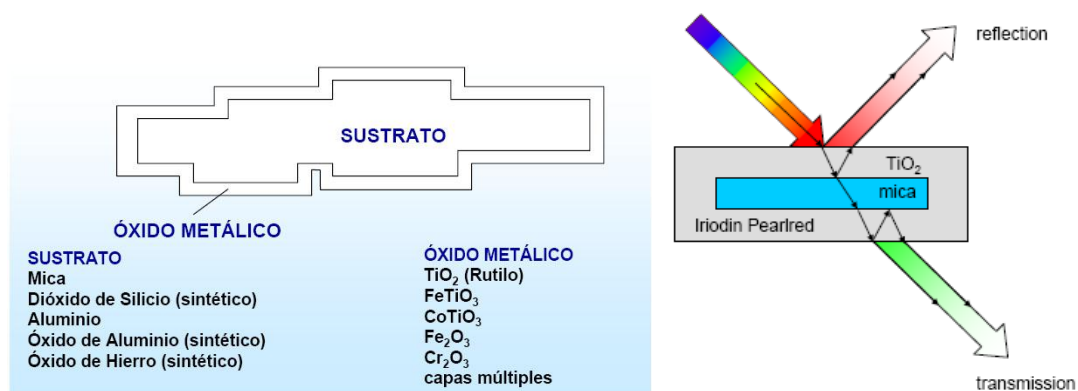 SUSTRATO
ÓXIDO METÁLICO
SUSTRATO
Mica
Dióxido de Silicio (sintético)
Aluminio
Óxido de Aluminio (sintético)
Óxido de Hierro (sintético)
ÓXIDO METÁLICO
TiO₂ (Rutilo)
FeTiO₃
CoTiO₃
Fe₂O₃
Cr₂O₃
capas múltiples
reflection
TiO₂
mica
Iriodin Pearlred
transmission